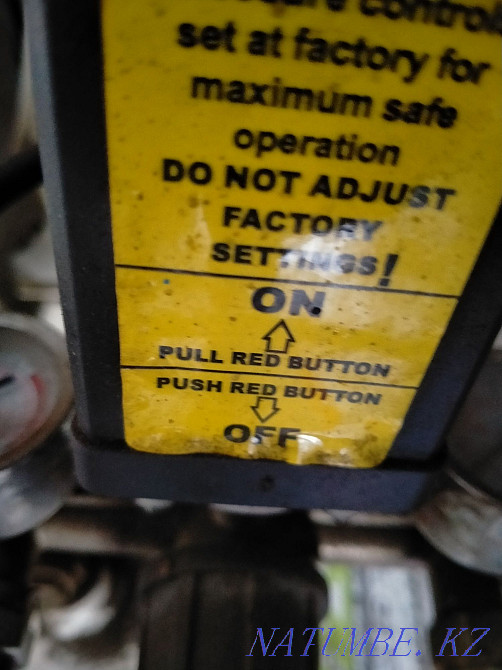 controls
set at factory for
maximum safe
operation
DO NOT ADJUST
FACTORY
SETTINGS!
ON
PULL RED BUTTON
PUSH RED BUTTON
OFF
NATUMBE.KZ